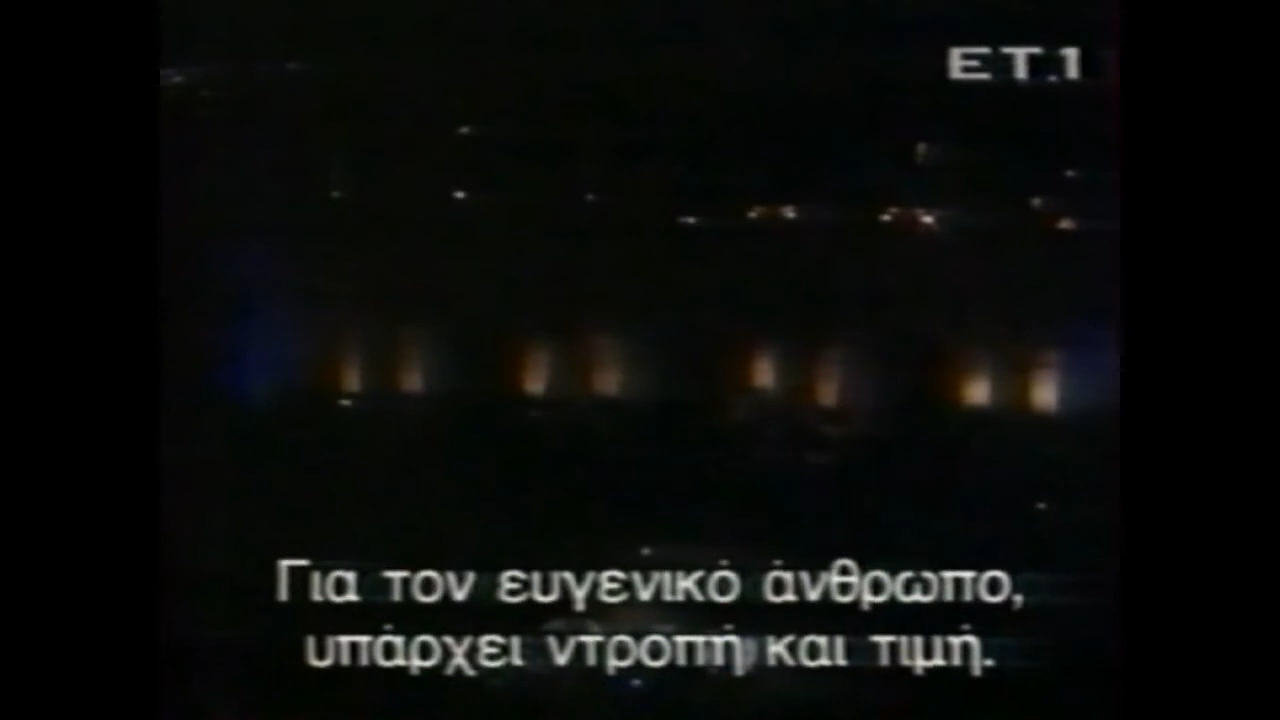 ET.1
Για τον ευγενικό άνθρωπο,
υπάρχει ντροπή και τιμή.